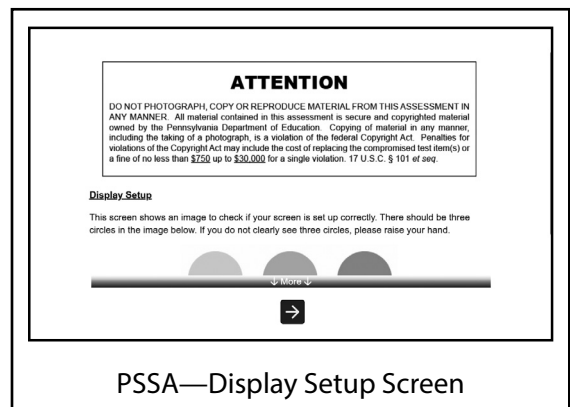 ATTENTION
DO NOT PHOTOGRAPH, COPY OR REPRODUCE MATERIAL FROM THIS ASSESSMENT IN
ANY MANNER. All material contained in this assessment is secure and copyrighted material
owned by the Pennsylvania Department of Education. Copying of material in any manner,
including the taking of a photograph, is a violation of the federal Copyright Act. Penalties for
violations of the Copyright Act may include the cost of replacing the compromised test item(s) or
a fine of no less than $750 up to $30,000 for a single violation. 17 U.S.C. § 101 et seq.
Display Setup
This screen shows an image to check if your screen is set up correctly. There should be three
circles in the image below. If you do not clearly see three circles, please raise your hand.
↓ More ↓
PSSA—Display Setup Screen